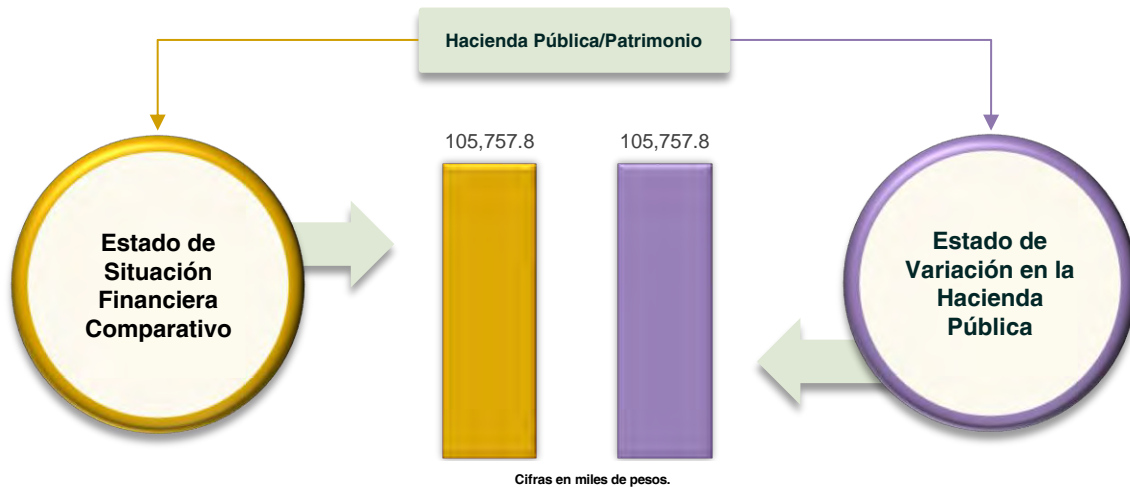 Hacienda Pública/Patrimonio
105,757.8
105,757.8
Estado de
Situación
Financiera
Comparativo
Estado de
Variación en la
Hacienda
Pública
Cifras en miles de pesos.